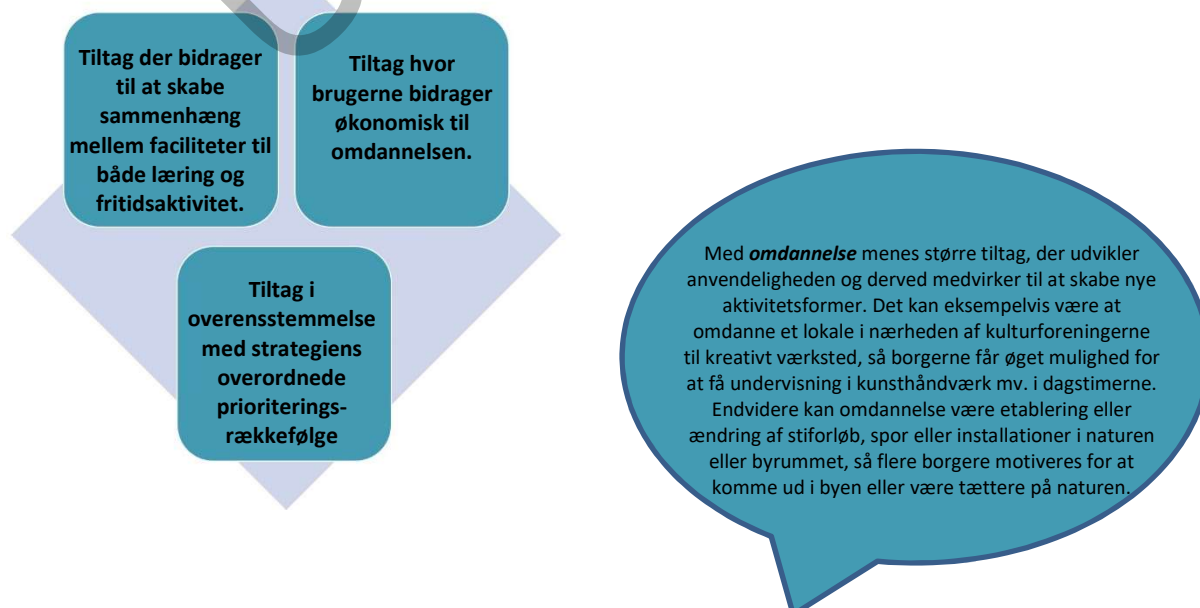 Tiltag der bidrager
til at skabe
sammenhæng
mellem faciliteter til
både læring og
fritidsaktivitet.
Tiltag hvor
brugerne bidrager
økonomisk til
omdannelsen.
Tiltag i
overensstemmelse
med strategiens
overordnede
prioriterings-
rækkefølge
Med omdannelse menes større tiltag, der udvikler
anvendeligheden og derved medvirker til at skabe nye
aktivitetsformer. Det kan eksempelvis være at
omdanne et lokale i nærheden af kulturforeningerne
til kreativt værksted, så borgerne får øget mulighed for
at få undervisning i kunsthåndværk mv. i dagstimerne.
Endvidere kan omdannelse være etablering eller
ændring af stiforløb, spor eller installationer i naturen
eller byrummet, så flere borgere motiveres for at
komme ud i byen eller være tættere på naturen.